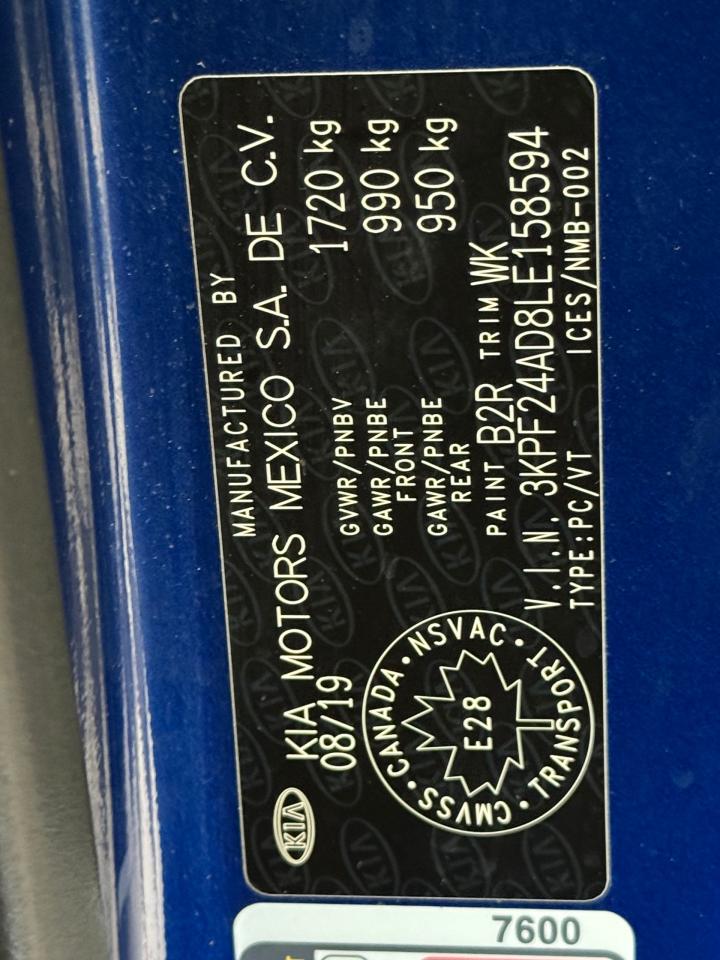 MANUFACTURED BY
KIA KIA MOTORS MEXICO S.A. DE C.V.
08/19
GVWR/PNBV 1720 kg
GAWR/PNBE 990 kg
FRONT
GAWR/PNBE 950 kg
REAR
PAINT B2R TRIM WK
V.I.N. 3KPF24AD8LE158594
TYPE:PC/VT ICES/NMB-002
CANADA • NSVAC • TRANSPORT • CMVSS •
E28
7600